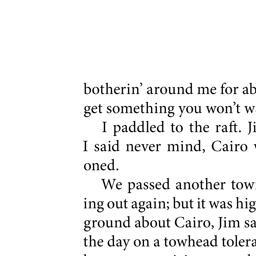 botherin’ around me for ab
get something you won’t w
I paddled to the raft. Ji
I said never mind, Cairo
oned.
We passed another tow
ing out again; but it was hig
ground about Cairo, Jim sa
the day on a towhead tolera